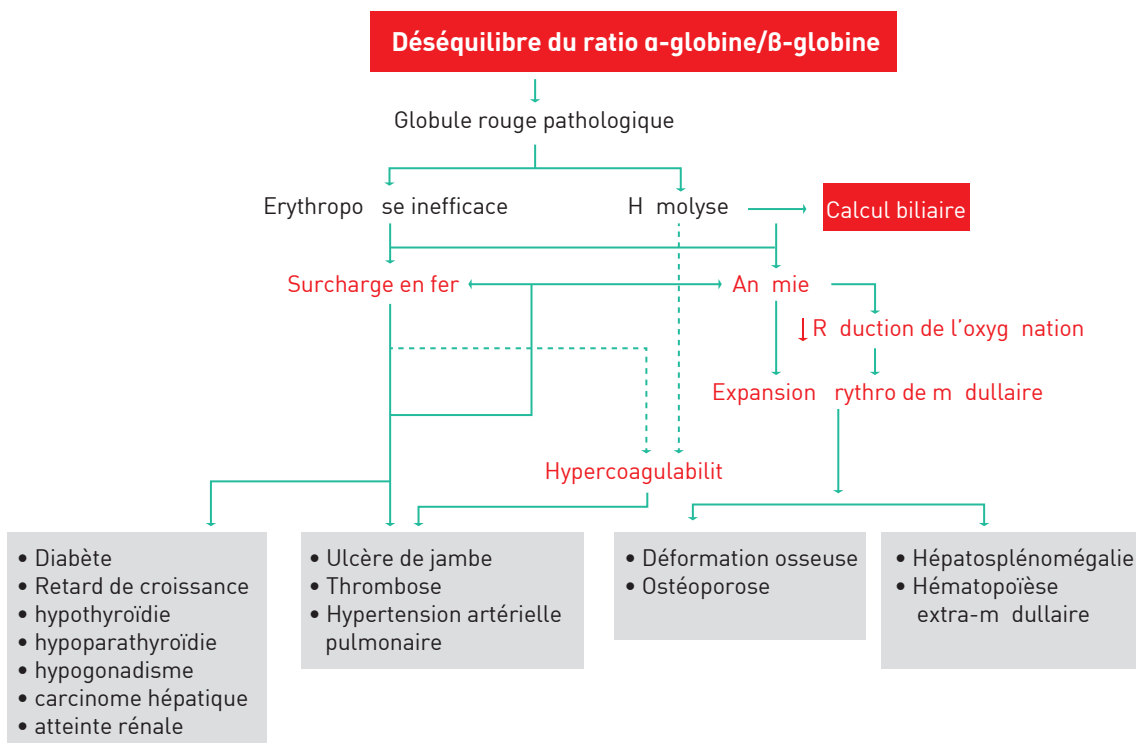 Déséquilibre du ratio α-globine/ß-globine
Globule rouge pathologique
Erythropo se inefficace
H molyse
Calcul biliaire
Surcharge en fer
An mie
R duction de l'oxyg nation
Expansion rythro de m dullaire
Hypercoagulabilit
• Diabète
• Retard de croissance
• hypothyroïdie
• hypoparathyroïdie
• hypogonadisme
• carcinome hépatique
• atteinte rénale
• Ulcère de jambe
• Thrombose
• Hypertension artérielle
pulmonaire
• Déformation osseuse
• Ostéoporose
• Hépatosplénomégalie
• Hématopoïèse
extra-m dullaire